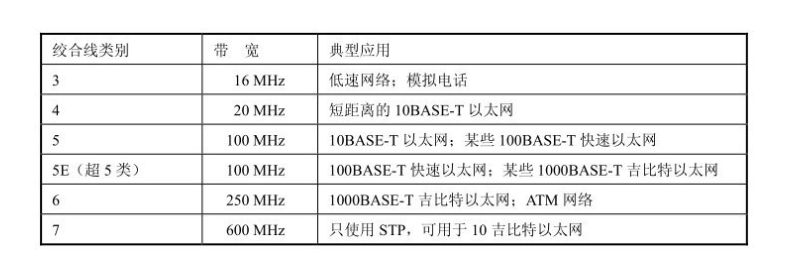 绞合线类别 带 宽 典型应用
3 16 MHz 低速网络；模拟电话
4 20 MHz 短距离的 10BASE-T 以太网
5 100 MHz 10BASE-T 以太网；某些 100BASE-T 快速以太网
5E（超 5 类） 100 MHz 100BASE-T 快速以太网；某些 1000BASE-T 吉比特以太网
6 250 MHz 1000BASE-T 吉比特以太网；ATM 网络
7 600 MHz 只使用 STP，可用于 10 吉比特以太网